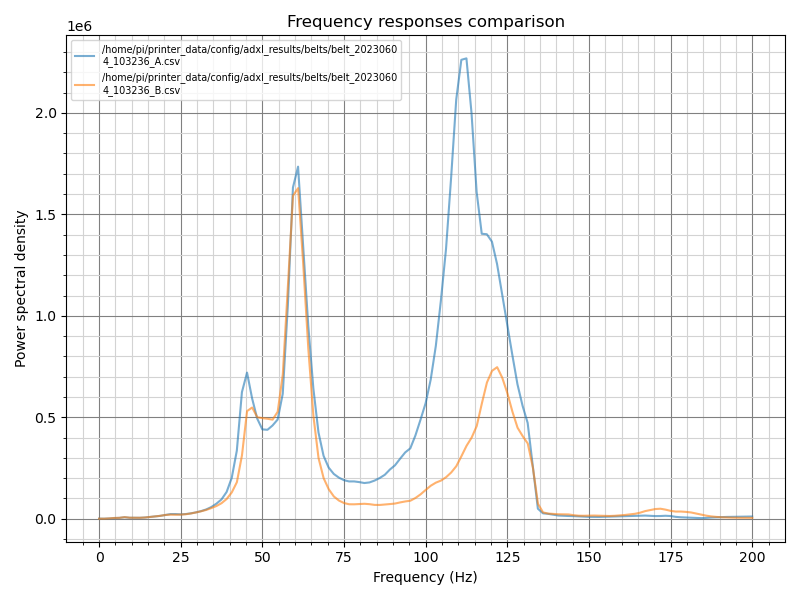 Frequency responses comparison
1e6
/home/pi/printer_data/config/adxl_results/belts/belt_2023060
4_103236_A.csv
/home/pi/printer_data/config/adxl_results/belts/belt_2023060
4_103236_B.csv
2.0
1.5
1.0
0.5
0.0
Power spectral density
0 25 50 75 100 125 150 175 200
Frequency (Hz)